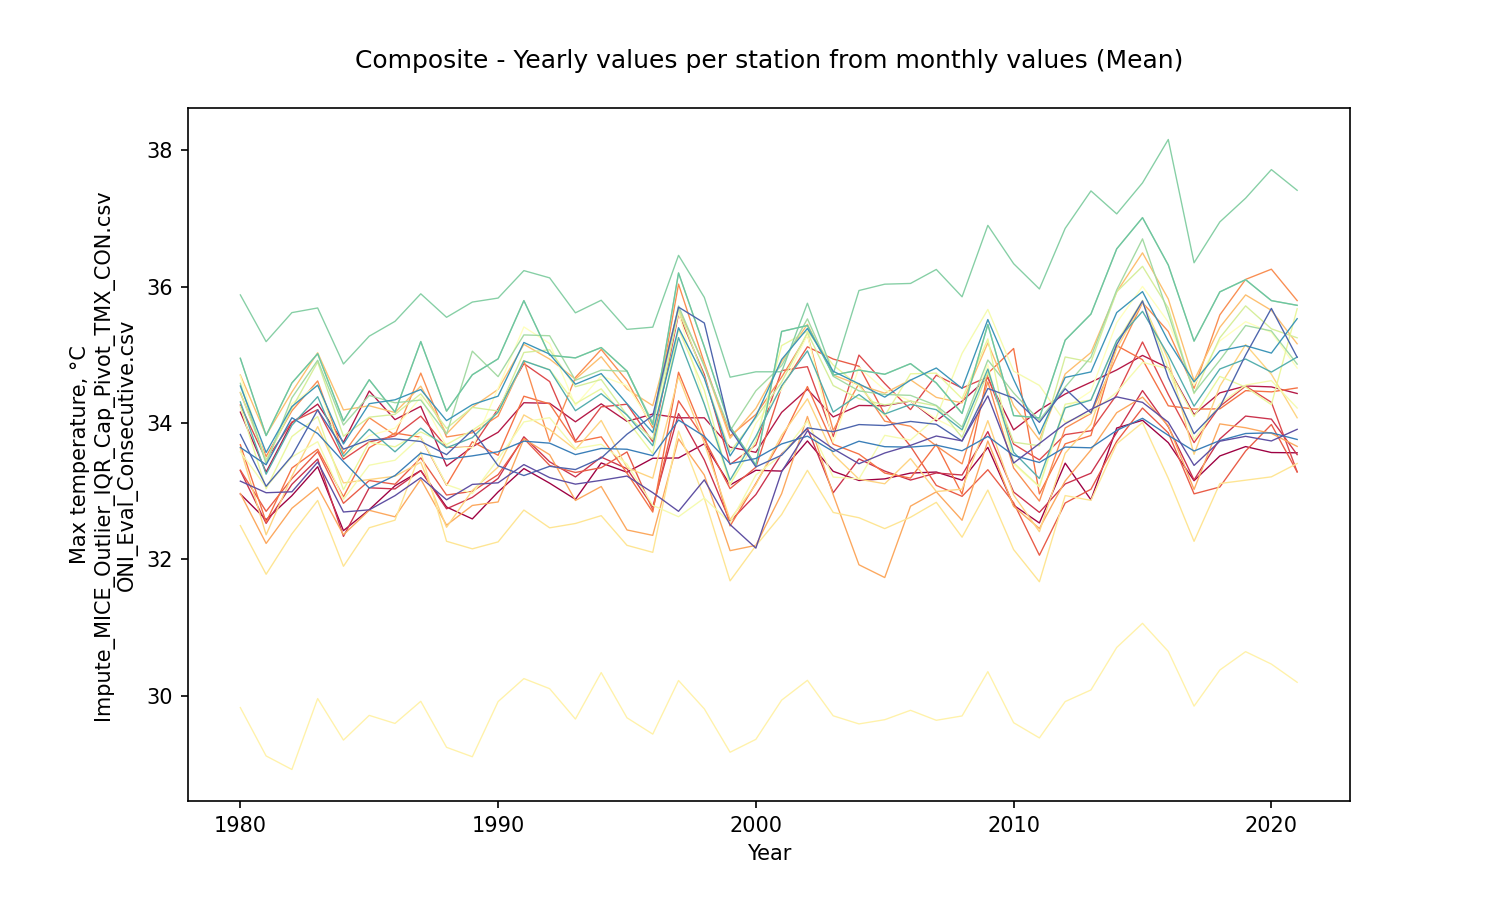 Composite - Yearly values per station from monthly values (Mean)
Max temperature, °C
Impute_MICE_Outlier_IQR_Cap_Pivot_TMX_CON.csv
ONI_Eval_Consecutive.csv
38
36
34
32
30
1980
1990
2000
2010
2020
Year